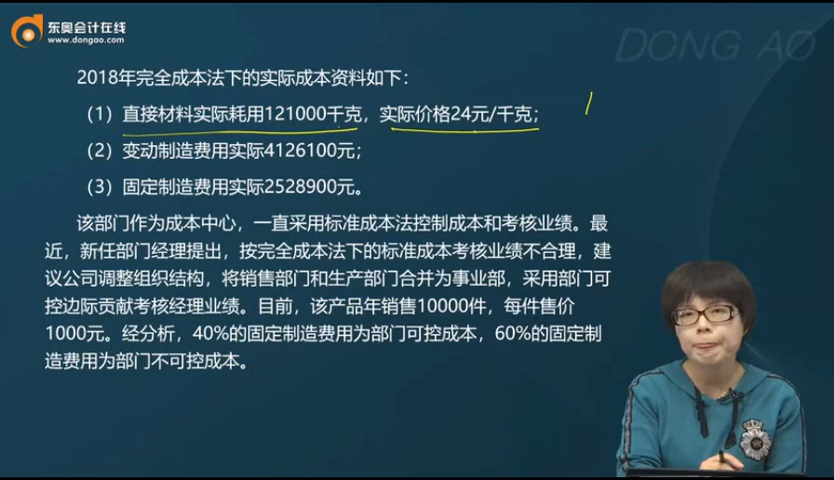 东奥会计在线
www.dongao.com
DONG AO
2018年完全成本法下的实际成本资料如下：
（1）直接材料实际耗用121000千克，实际价格24元/千克；
（2）变动制造费用实际4126100元；
（3）固定制造费用实际2528900元。
该部门作为成本中心，一直采用标准成本法控制成本和考核业绩。最
近，新任部门经理提出，按完全成本法下的标准成本考核业绩不合理，建
议公司调整组织结构，将销售部门和生产部门合并为事业部，采用部门可
控边际贡献考核经理业绩。目前，该产品年销售10000件，每件售价
1000元。经分析，40%的固定制造费用为部门可控成本，60%的固定制
造费用为部门不可控成本。